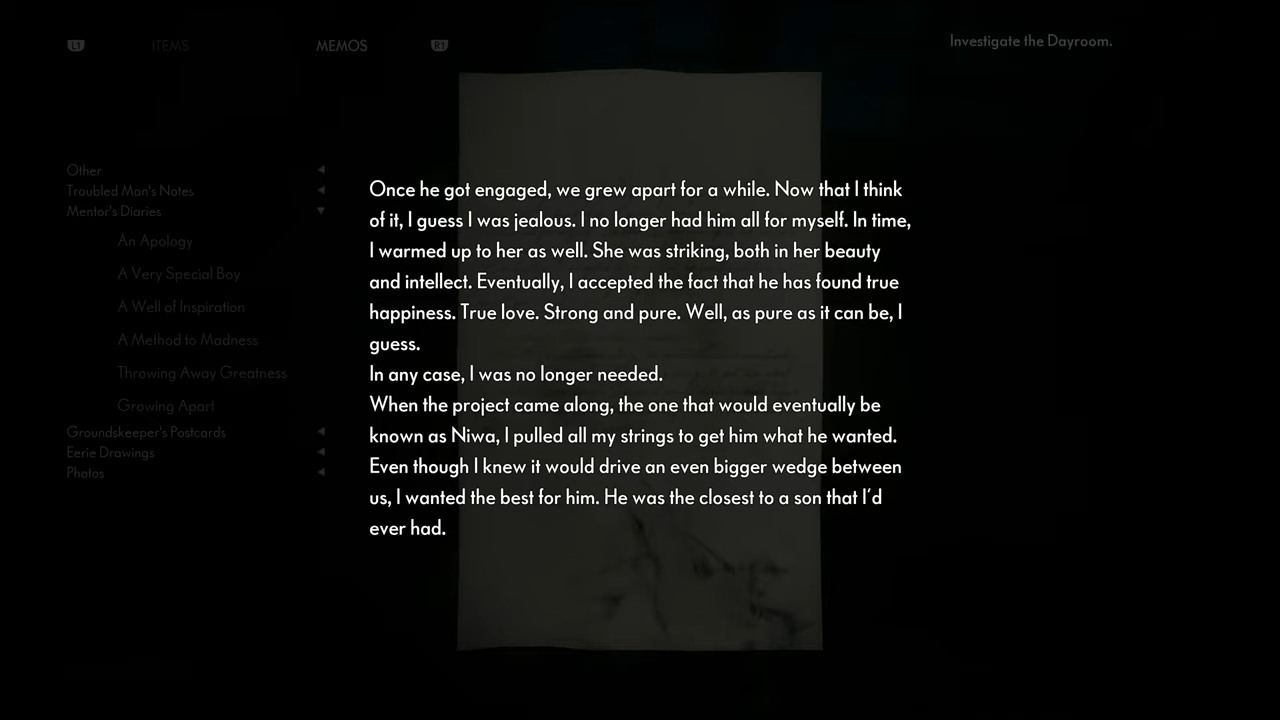 L1 ITEMS MEMOS R1
Investigate the Dayroom.
Other
Troubled Man's Notes
Mentor's Diaries
An Apology
A Very Special Boy
A Well of Inspiration
A Method to Madness
Throwing Away Greatness
Growing Apart
Groundskeeper's Postcards
Eerie Drawings
Photos
Once he got engaged, we grew apart for a while. Now that I think
of it, I guess I was jealous. I no longer had him all for myself. In time,
I warmed up to her as well. She was striking, both in her beauty
and intellect. Eventually, I accepted the fact that he has found true
happiness. True love. Strong and pure. Well, as pure as it can be, I
guess.
In any case, I was no longer needed.
When the project came along, the one that would eventually be
known as Niwa, I pulled all my strings to get him what he wanted.
Even though I knew it would drive an even bigger wedge between
us, I wanted the best for him. He was the closest to a son that I'd
ever had.